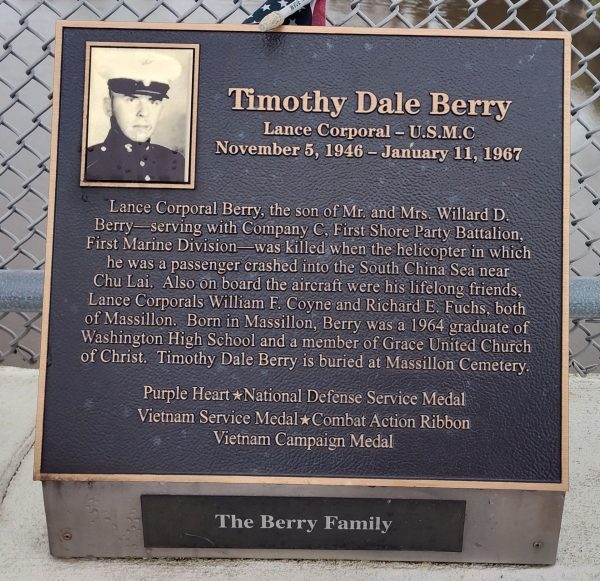 Timothy Dale Berry
Lance Corporal – U.S.M.C
November 5, 1946 – January 11, 1967
Lance Corporal Berry, the son of Mr. and Mrs. Willard D.
Berry—serving with Company C, First Shore Party Battalion,
First Marine Division—was killed when the helicopter in which
he was a passenger crashed into the South China Sea near
Chu Lai. Also on board the aircraft were his lifelong friends,
Lance Corporals William F. Coyne and Richard E. Fuchs, both
of Massillon. Born in Massillon, Berry was a 1964 graduate of
Washington High School and a member of Grace United Church
of Christ. Timothy Dale Berry is buried at Massillon Cemetery.
Purple Heart★National Defense Service Medal
Vietnam Service Medal★Combat Action Ribbon
Vietnam Campaign Medal
The Berry Family